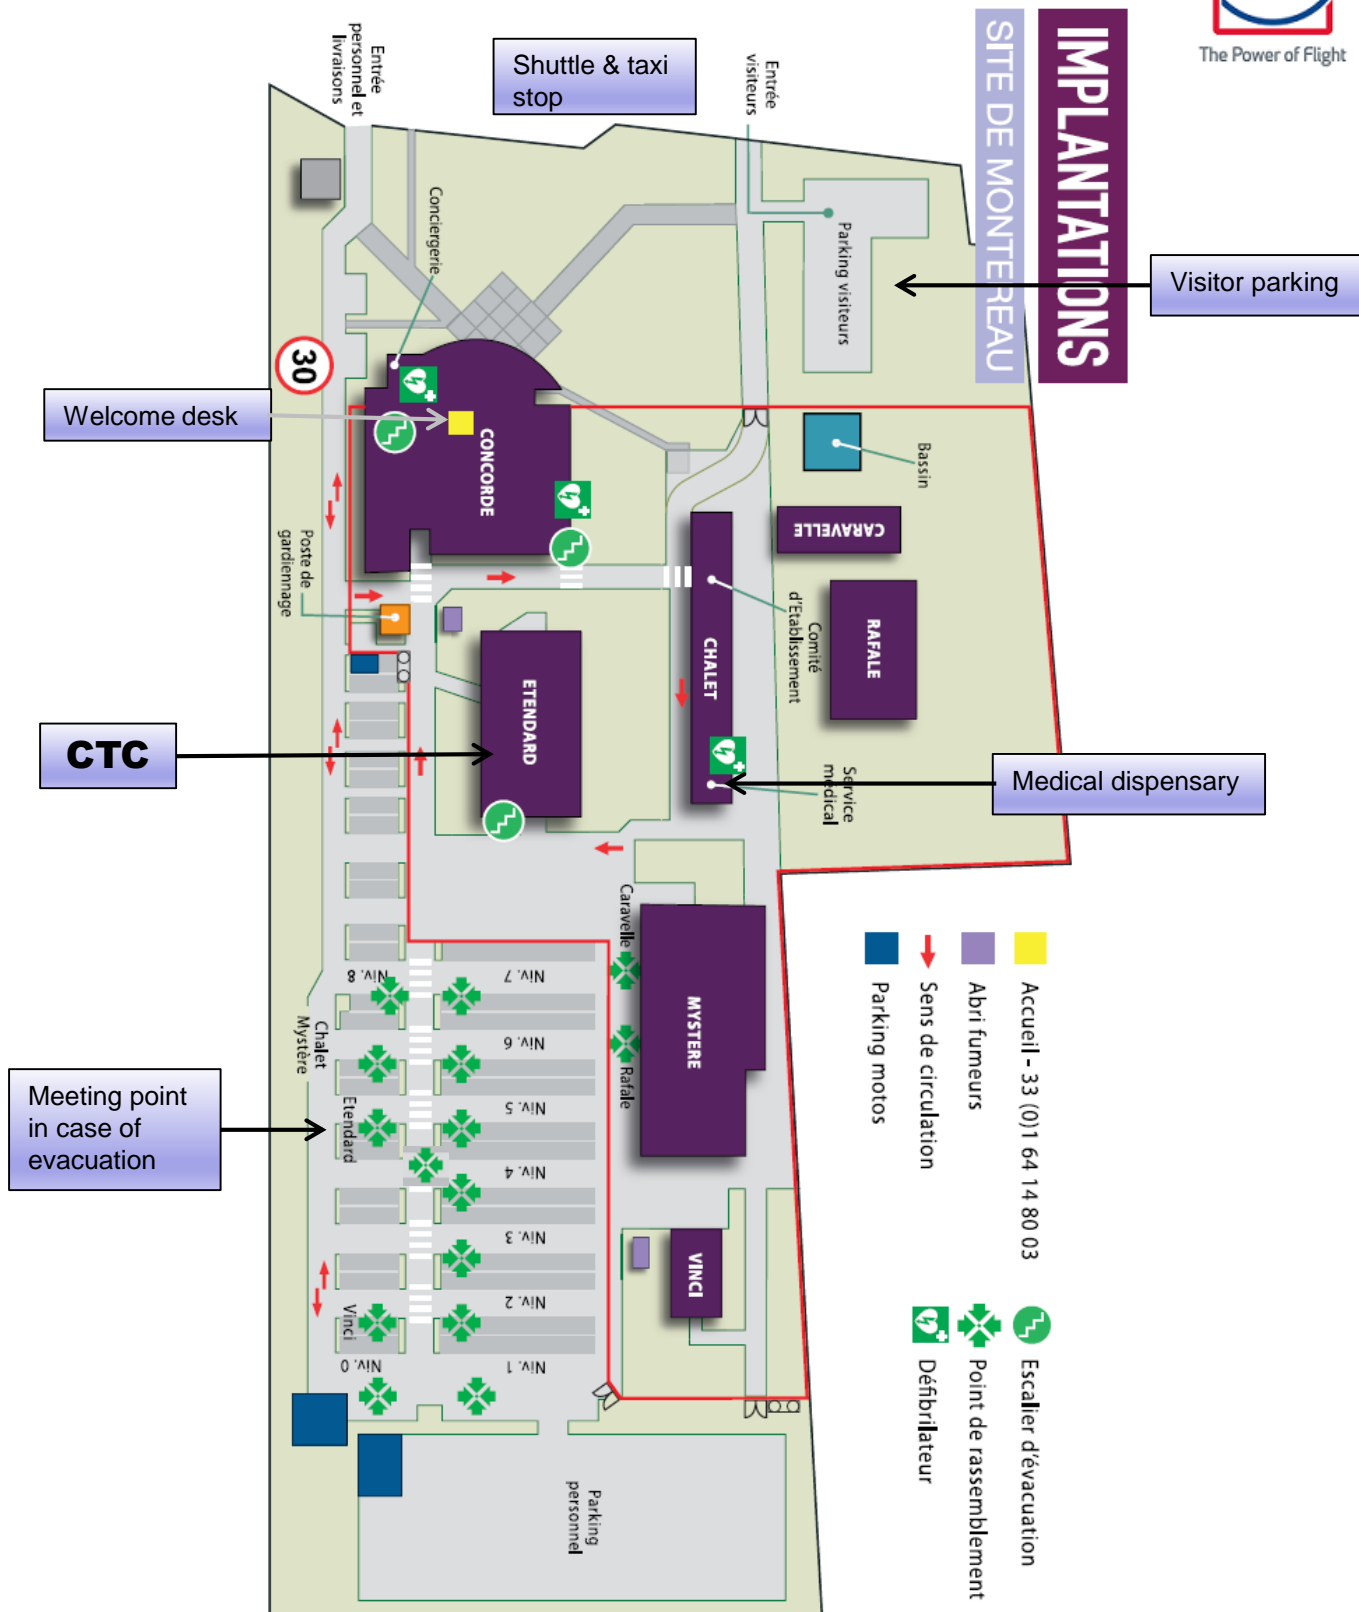 The Power of Flight
IMPLANTATIONS
SITE DE MONTEREAU
Entrée
personnel et
livraisons
Shuttle & taxi
stop
Entrée
visiteurs
Parking visiteurs
Visitor parking
Conciergerie
30
Welcome desk
CONCORDE
Bassin
CARAVELLE
Poste de
gardiennage
Comité
d'Etablissement
RAFALE
CHALET
ETENDARD
CTC
Service
médical
Medical dispensary
Caravelle
Rafale
MYSTERE
Niv. 8
Niv. 7
Chalet
Mystère
Niv. 6
Meeting point
in case of
evacuation
Etendard
Niv. 5
Niv. 4
Niv. 3
Niv. 2
Vinci
Niv. 0
Niv. 1
VINCI
Parking
personnel
Accueil - 33 (0)1 64 14 80 03
Abri fumeurs
Sens de circulation
Parking motos
Escalier d'évacuation
Point de rassemblement
Défibrilateur